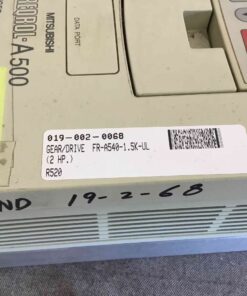 FREQROL-A500
MITSUBISHI
DATA PORT
019-002-0068
GEAR/DRIVE FR-A540-1.5K-UL
(2 HP.)
R520
ND 19-2-68